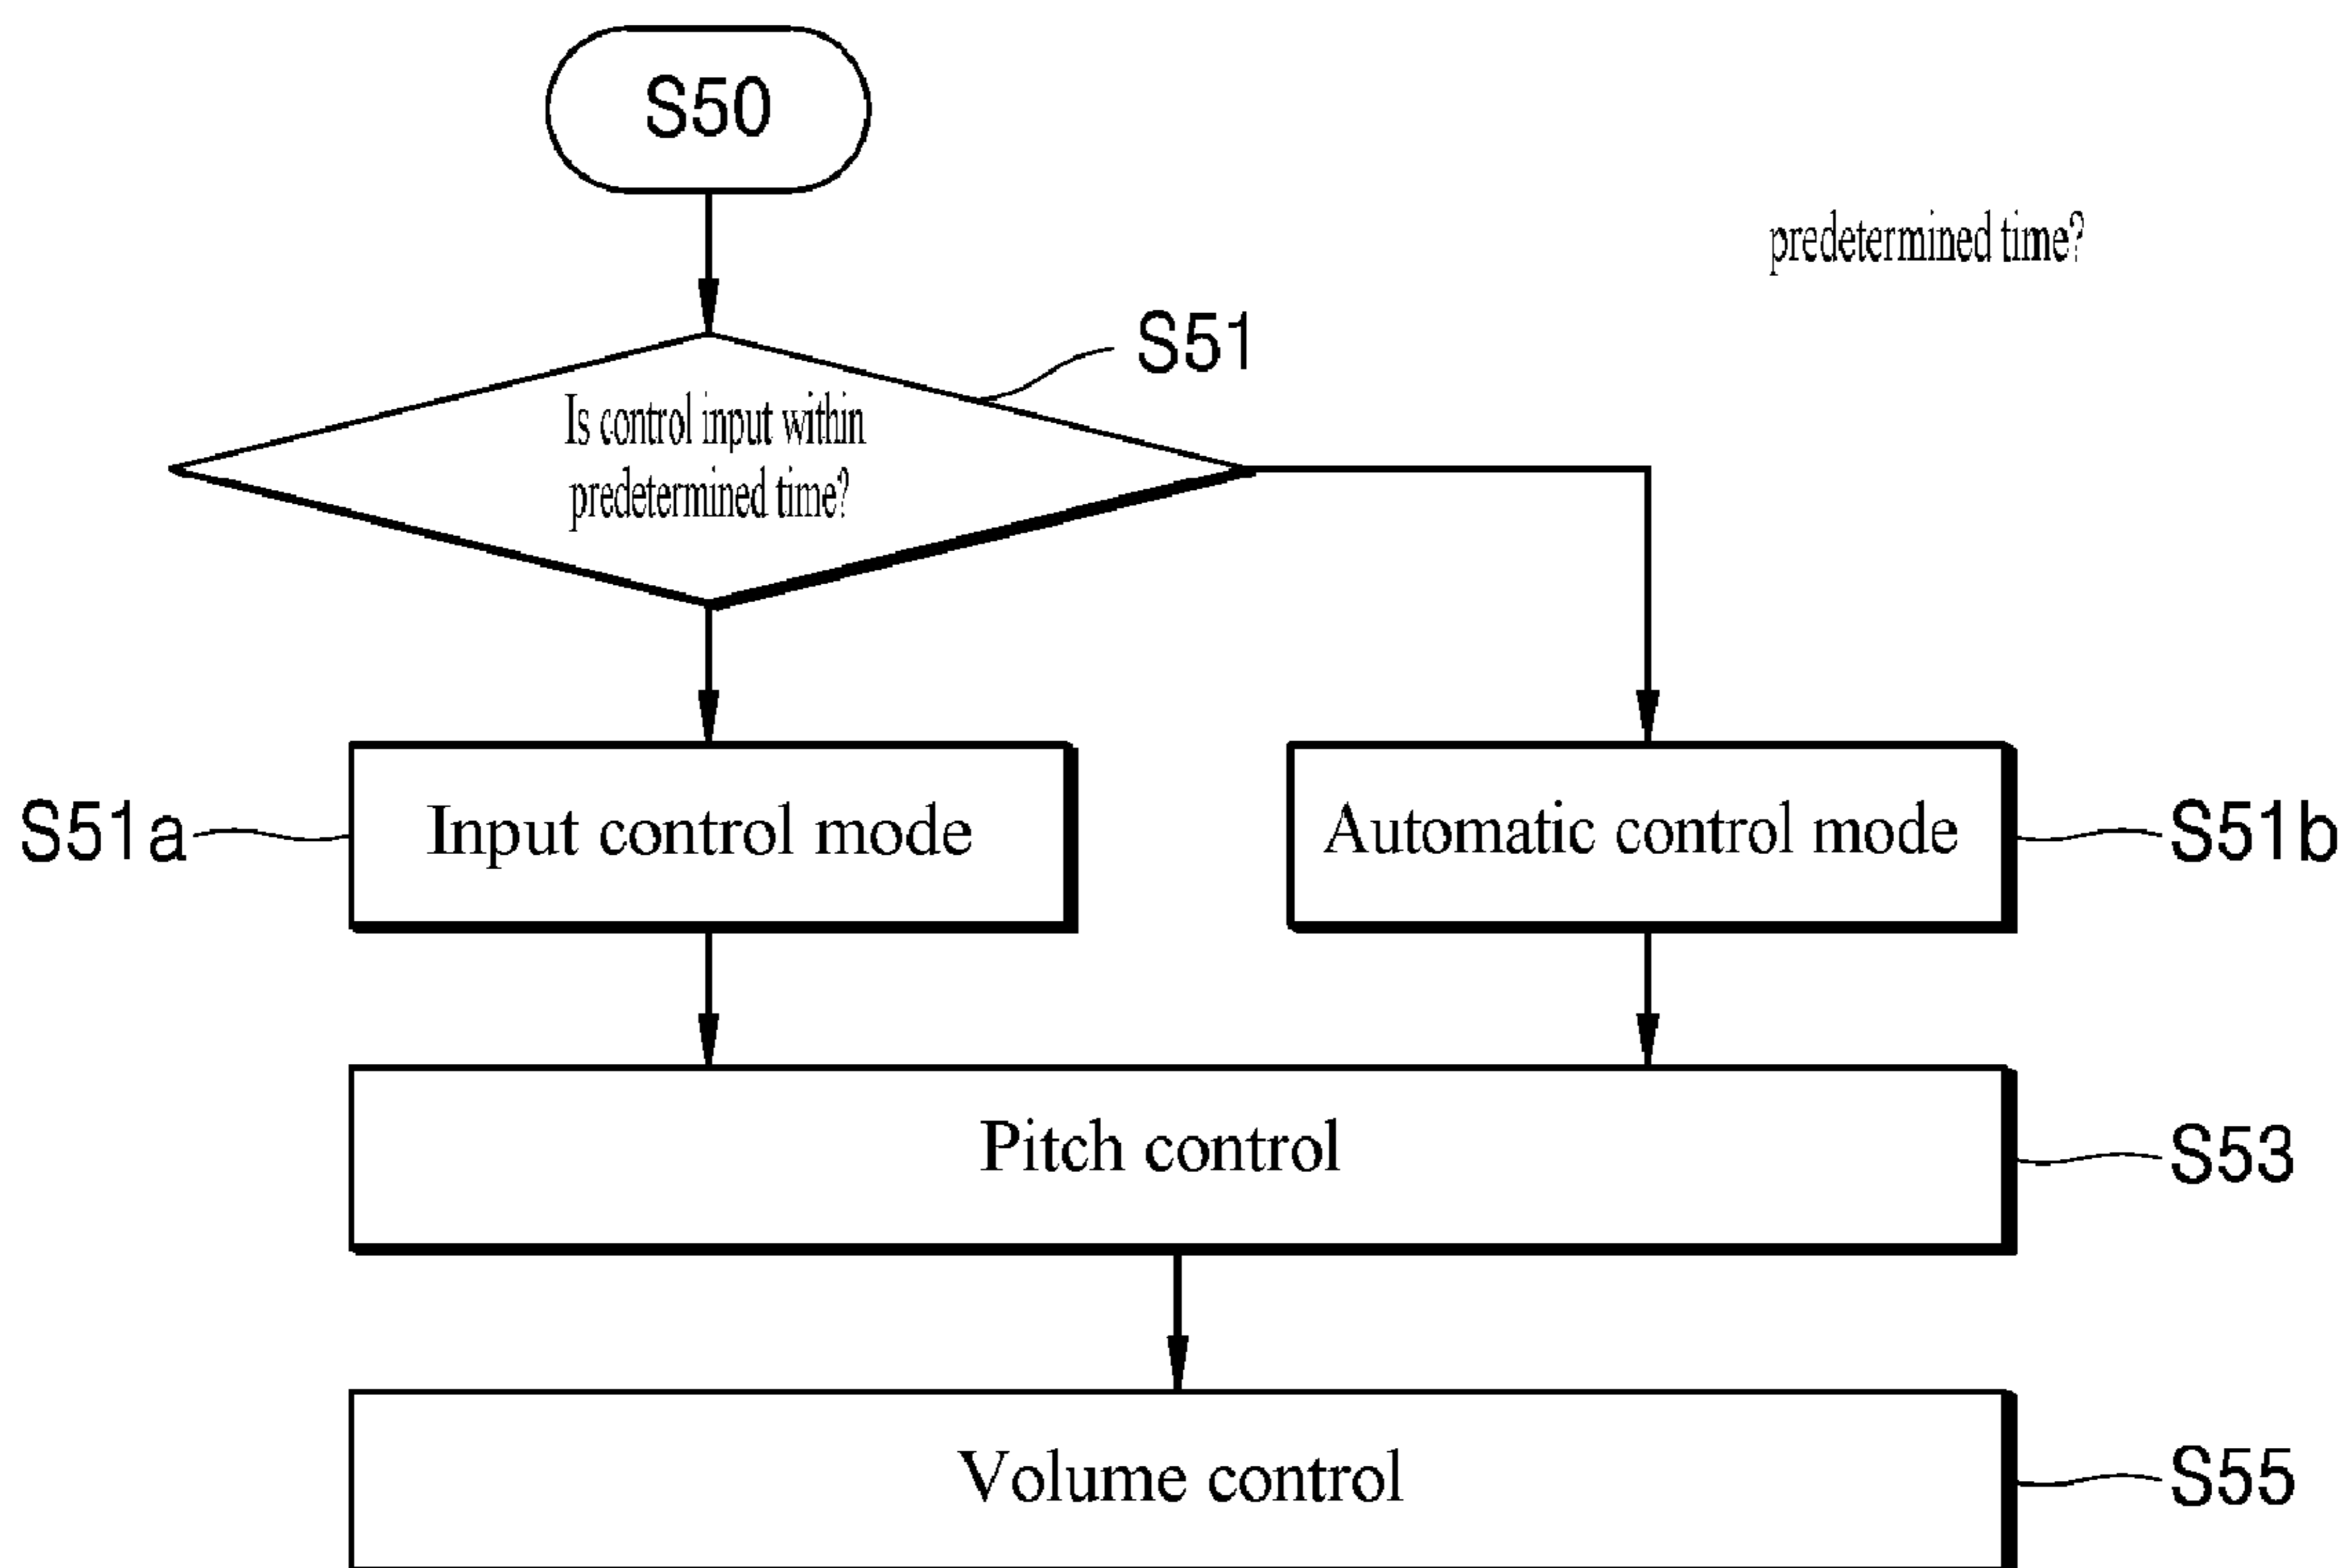 S50
predetermined time?
S51
Is control input within
predetermined time?
S51a
Input control mode
Automatic control mode
S51b
Pitch control
S53
Volume control
S55